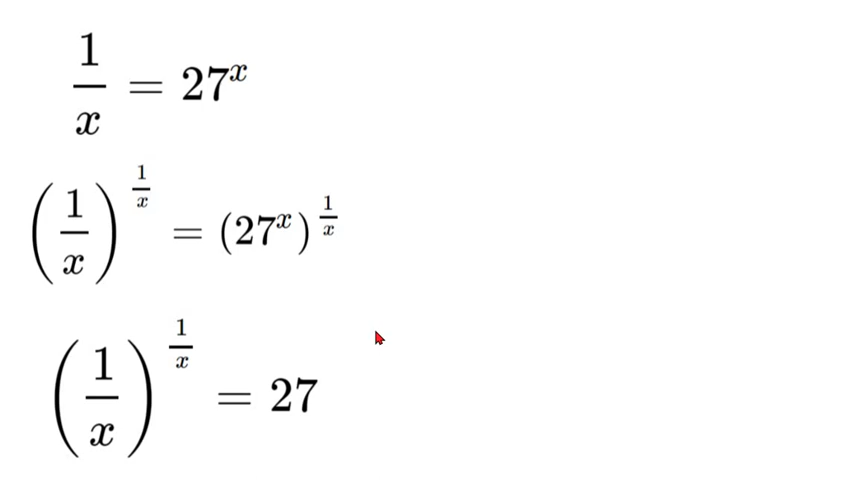 1/x = 27^x
(1/x)^(1/x) = (27^x)^(1/x)
(1/x)^(1/x) = 27